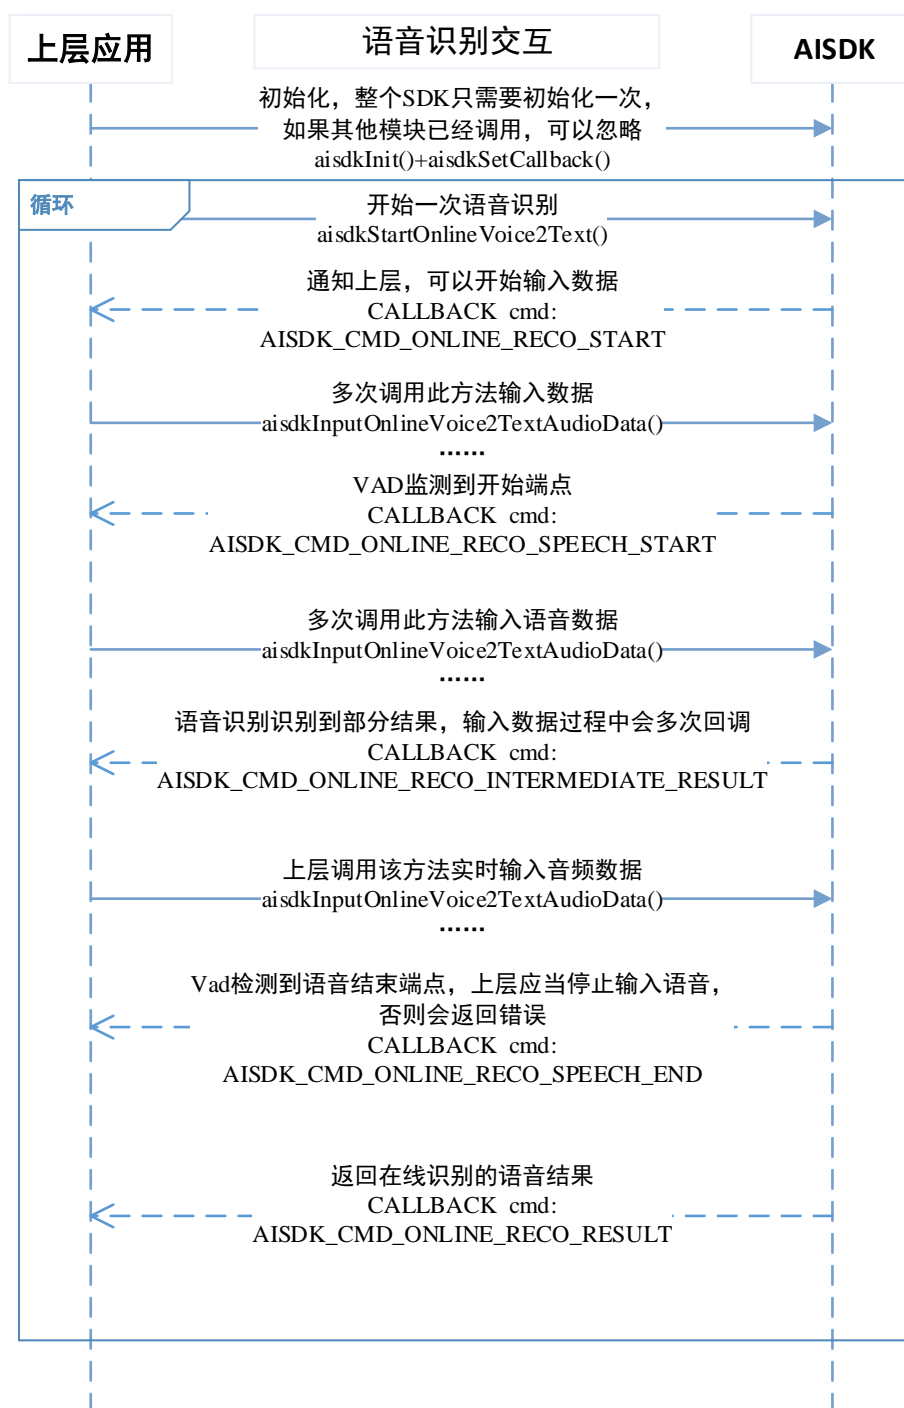 上层应用
语音识别交互
AISDK
初始化，整个SDK只需要初始化一次，
如果其他模块已经调用，可以忽略
aisdkInit()+aisdkSetCallback()
循环
开始一次语音识别
aisdkStartOnlineVoice2Text()
通知上层，可以开始输入数据
CALLBACK cmd:
AISDK_CMD_ONLINE_RECO_START
多次调用此方法输入数据
aisdkInputOnlineVoice2TextAudioData()
……
VAD监测到开始端点
CALLBACK cmd:
AISDK_CMD_ONLINE_RECO_SPEECH_START
多次调用此方法输入语音数据
aisdkInputOnlineVoice2TextAudioData()
……
语音识别识别到部分结果，输入数据过程中会多次回调
CALLBACK cmd:
AISDK_CMD_ONLINE_RECO_INTERMEDIATE_RESULT
上层调用该方法实时输入音频数据
aisdkInputOnlineVoice2TextAudioData()
……
Vad检测到语音结束端点，上层应当停止输入语音，
否则会返回错误
CALLBACK cmd:
AISDK_CMD_ONLINE_RECO_SPEECH_END
返回在线识别的语音结果
CALLBACK cmd:
AISDK_CMD_ONLINE_RECO_RESULT